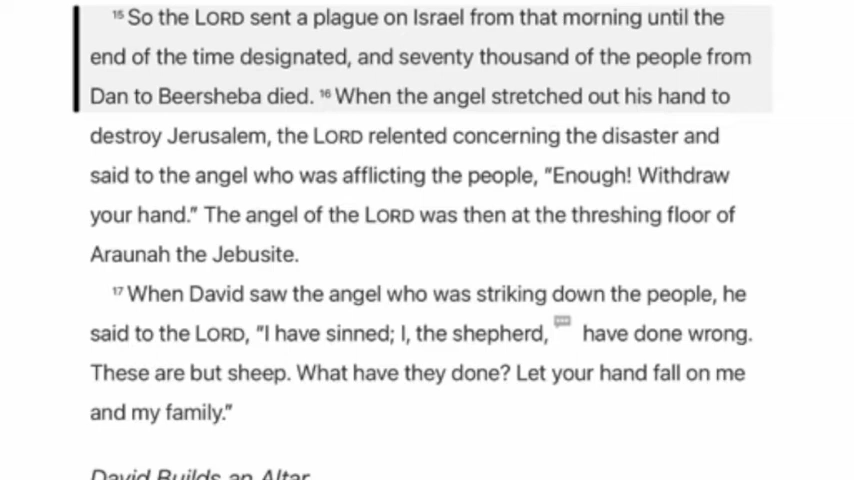 15 So the LORD sent a plague on Israel from that morning until the
end of the time designated, and seventy thousand of the people from
Dan to Beersheba died. 16 When the angel stretched out his hand to
destroy Jerusalem, the LORD relented concerning the disaster and
said to the angel who was afflicting the people, “Enough! Withdraw
your hand.” The angel of the LORD was then at the threshing floor of
Araunah the Jebusite.
17 When David saw the angel who was striking down the people, he
said to the LORD, “I have sinned; I, the shepherd, have done wrong.
These are but sheep. What have they done? Let your hand fall on me
and my family.”
David Builds an Altar